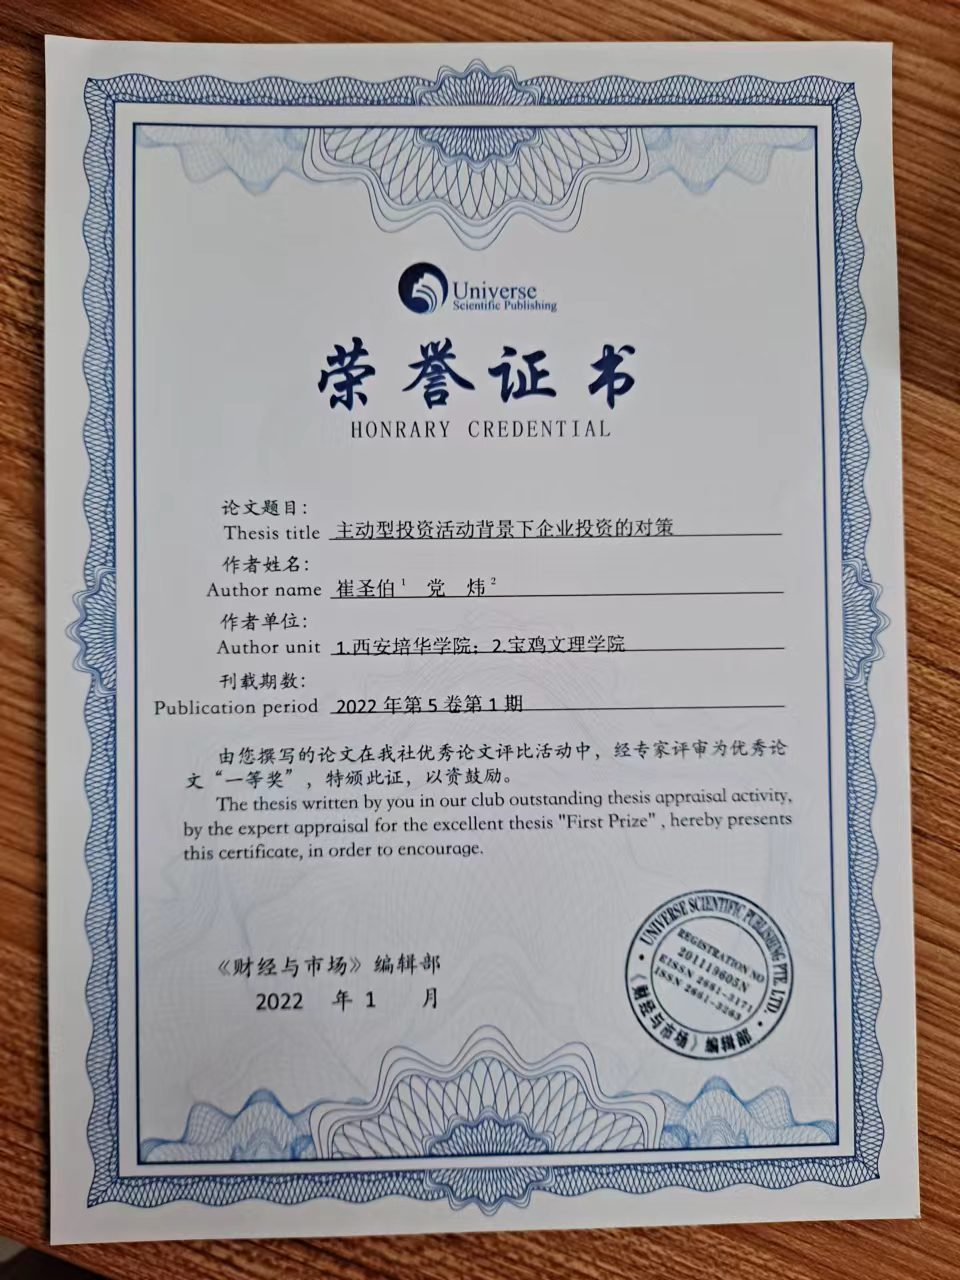 Universe
Scientific Publishing
荣誉证书
HONRARY CREDENTIAL
论文题目：
Thesis title 主动型投资活动背景下企业投资的对策
作者姓名：
Author name 崔圣伯¹ 党 炜²
作者单位：
Author unit 1.西安培华学院；2.宝鸡文理学院
刊载期数：
Publication period 2022 年第 5 卷第 1 期
由您撰写的论文在我社优秀论文评比活动中，经专家评审为优秀论
文“一等奖”，特颁此证，以资鼓励。
The thesis written by you in our club outstanding thesis appraisal activity,
by the expert appraisal for the excellent thesis "First Prize" , hereby presents
this certificate, in order to encourage.
《财经与市场》编辑部
2022 年 1 月
UNIVERSE SCIENTIFIC PUBLISHING PTE. LTD.
REGISTRATION NO
201119605N
EISSN 2661-3171
ISSN 2661-3263
《财经与市场》编辑部